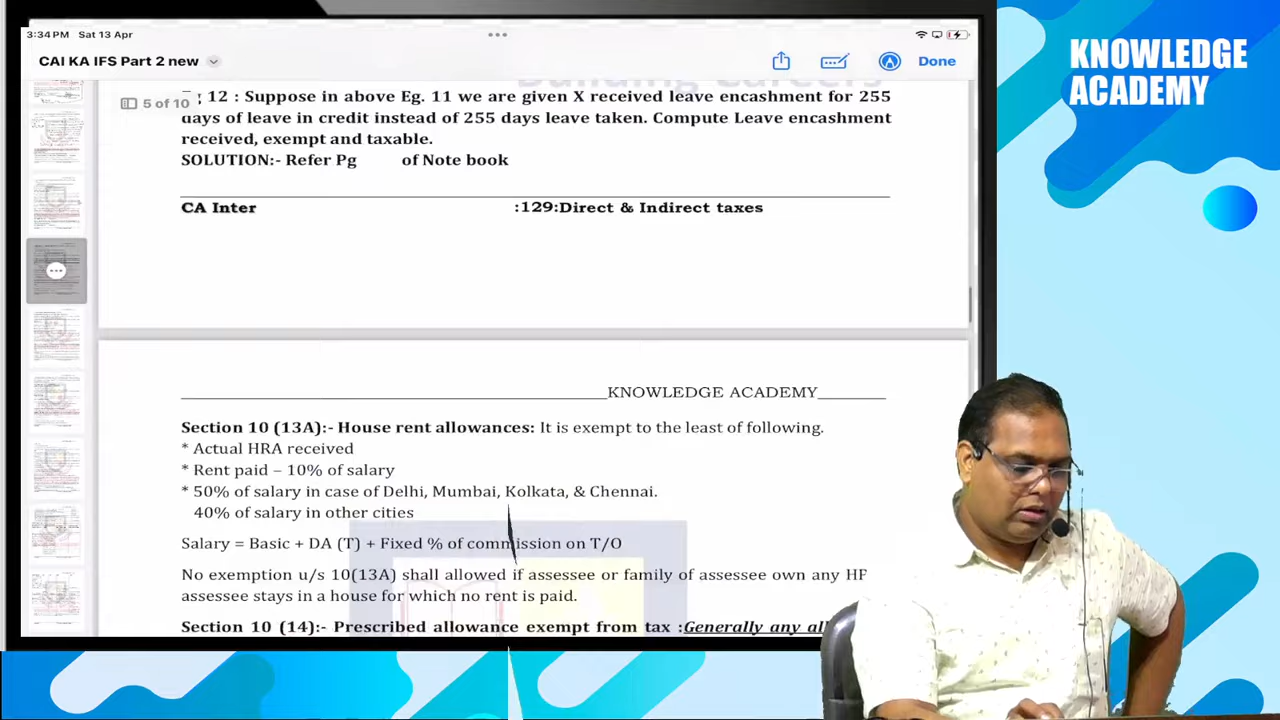 3:34 PM Sat 13 Apr
CAI KA IFS Part 2 new
Done
KNOWLEDGE
ACADEMY
5 of 10
12 : Suppose in above Eg. 11 we are given X received leave encashment for 255
days of leave in credit instead of 255 days leave taken. Compute Leave encashment
received exempt and taxable.
SOLUTION:- Refer Pg of Note book
CA
:129:Direct & Indirect taxes
KNOWLEDGE ACADEMY
Section 10 (13A):- House rnt allowances: It is exempt to the least of following.
* Actual HRA received
* Rent paid – 10% of salary
* 50% of salary in case of Delhi, Mumbai, Kolkata, & Chennai.
40% of salary in other cities
Salary = Basic + DA (T) + Fixed % of commission on T/O
No exemption u/s 10(13A) shall allowed if assessee or family of assessee own any HF
assessee stays in a house for which no rent is paid.
Section 10 (14):- Prescribed allowance exempt from tax :Generally any